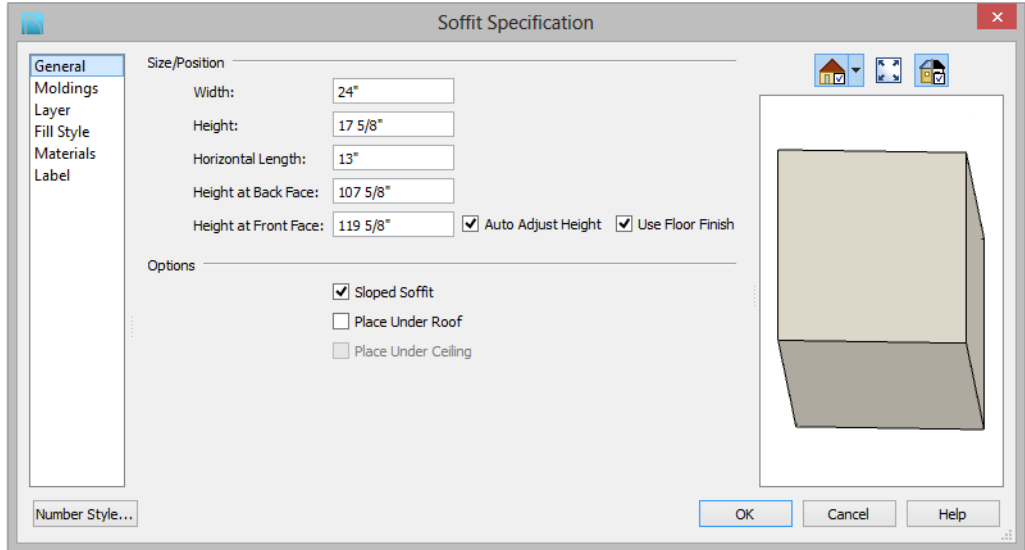 Soffit Specification
General
Moldings
Layer
Fill Style
Materials
Label
Size/Position
Width: 24"
Height: 17 5/8"
Horizontal Length: 13"
Height at Back Face: 107 5/8"
Height at Front Face: 119 5/8" Auto Adjust Height Use Floor Finish
Options
Sloped Soffit
Place Under Roof
Place Under Ceiling
Number Style... OK Cancel Help